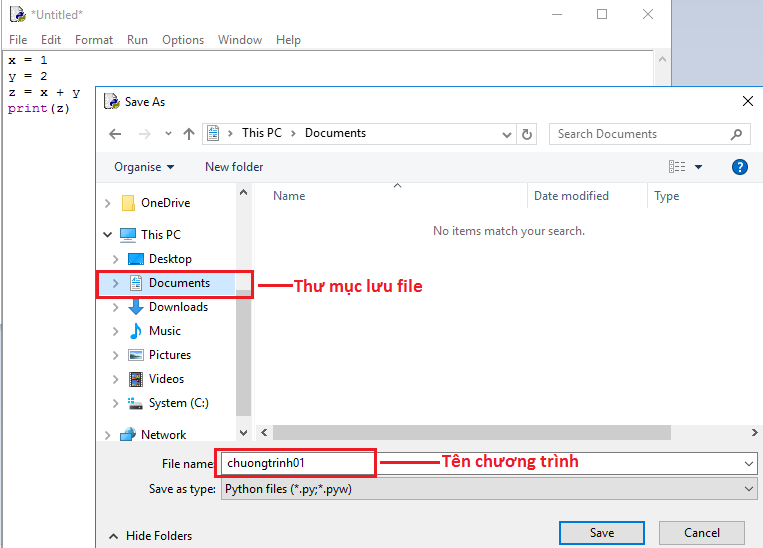 *Untitled*
File Edit Format Run Options Window Help
x = 1
y = 2
z = x + y
print(z)
Save As
This PC > Documents
Search Documents
Organise
New folder
Name
Date modified
Type
No items match your search.
OneDrive
This PC
Desktop
Documents
Thư mục lưu file
Downloads
Music
Pictures
Videos
System (C:)
Network
File name: chuongtrinh01
Tên chương trình
Save as type: Python files (*.py;*.pyw)
Hide Folders
Save
Cancel